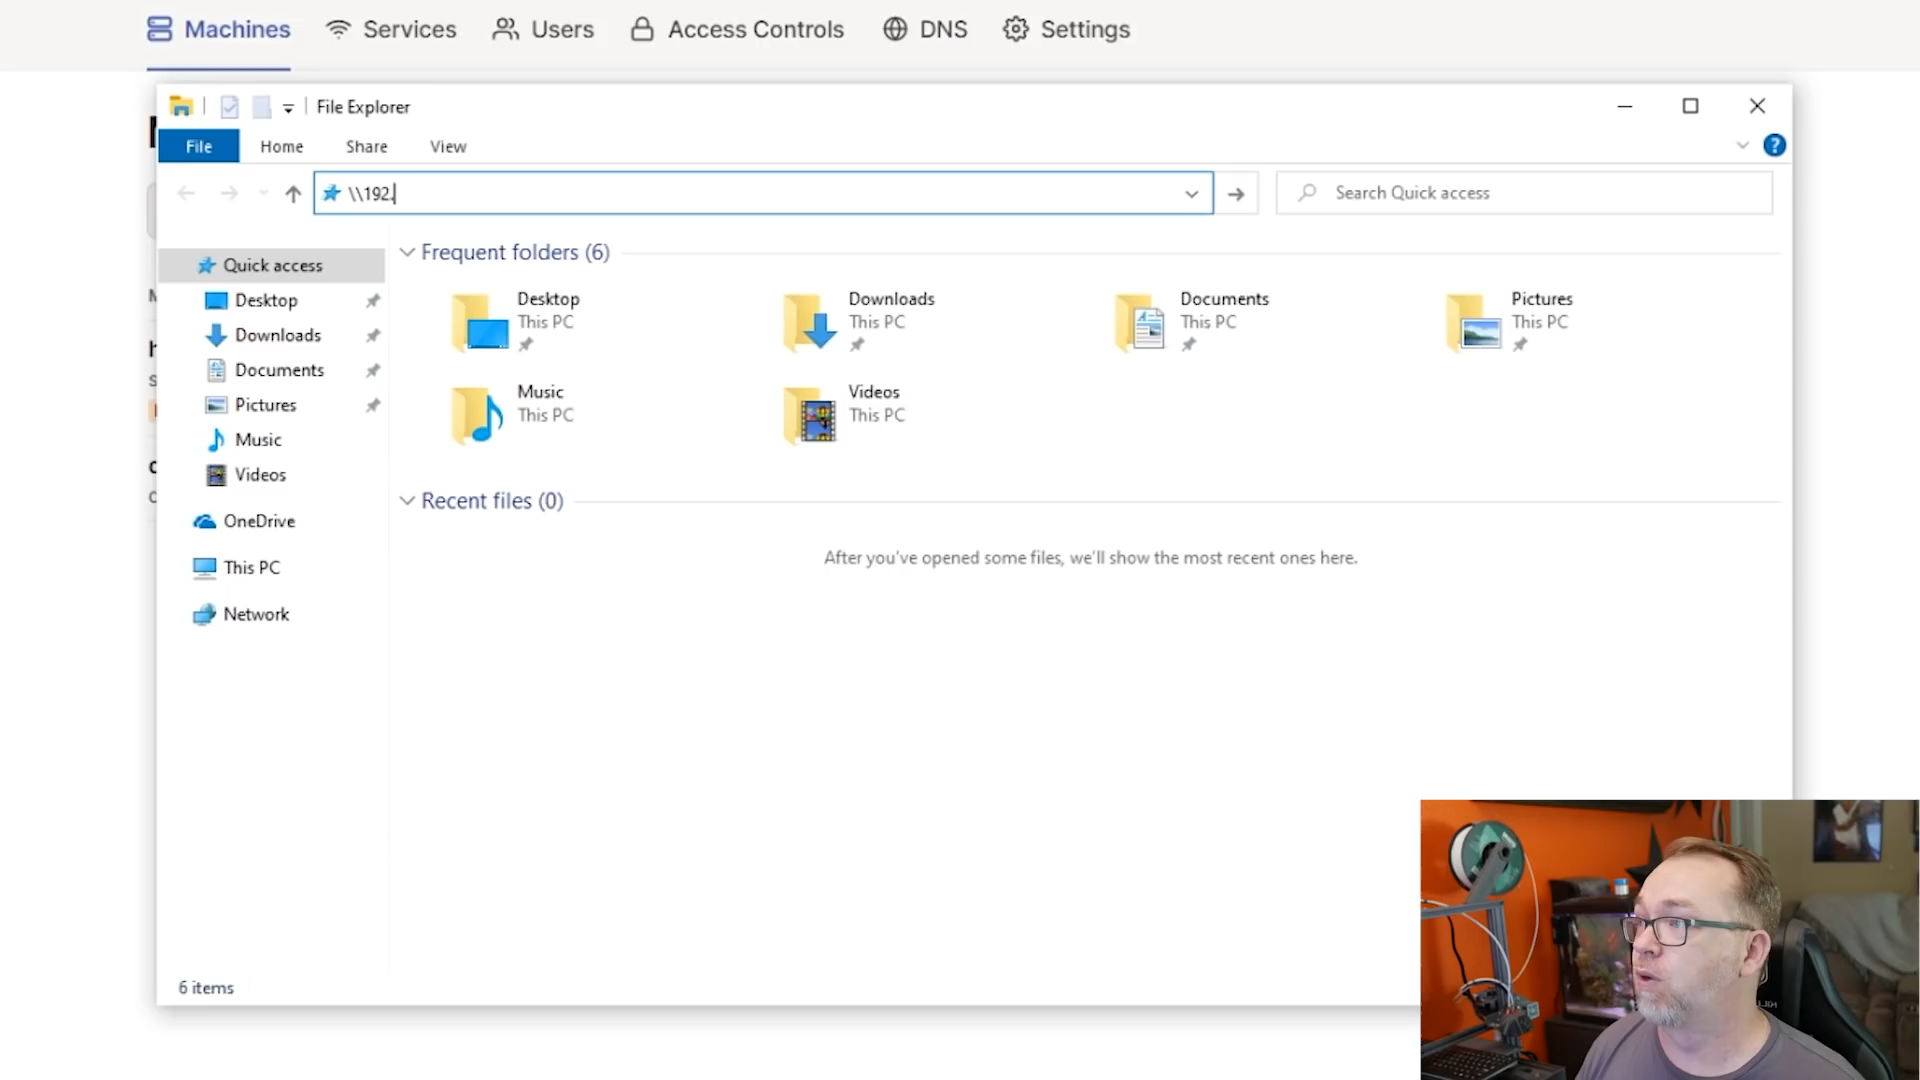 Machines Services Users Access Controls DNS Settings
File Explorer
File Home Share View
\\192.
Search Quick access
Quick access
Desktop
Downloads
Documents
Pictures
Music
Videos
OneDrive
This PC
Network
Frequent folders (6)
Desktop
This PC
Downloads
This PC
Documents
This PC
Pictures
This PC
Music
This PC
Videos
This PC
Recent files (0)
After you've opened some files, we'll show the most recent ones here.
6 items